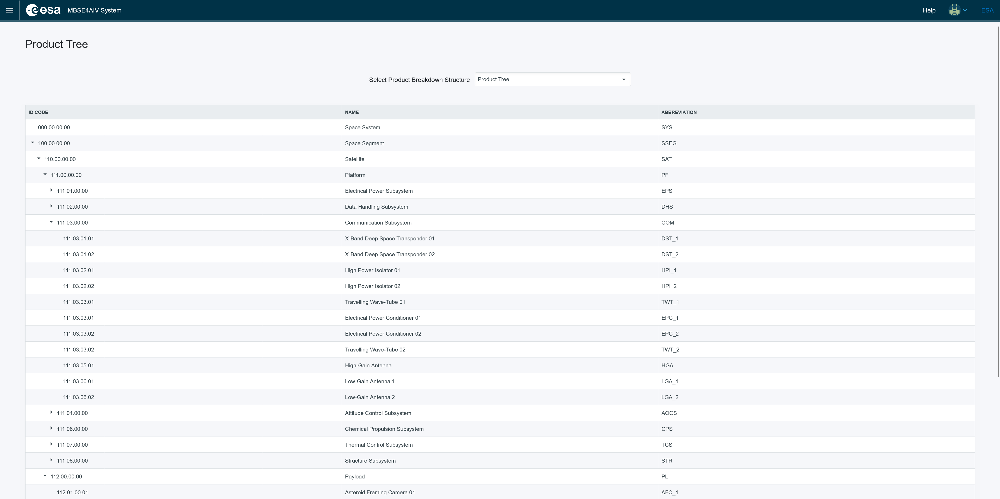 esa | MBSE4AIV System Help ESA
Product Tree
Select Product Breakdown Structure Product Tree
ID CODE NAME ABBREVIATION
000.00.00.00 Space System SYS
100.00.00.00 Space Segment SSEG
110.00.00.00 Satellite SAT
111.00.00.00 Platform PF
111.01.00.00 Electrical Power Subsystem EPS
111.02.00.00 Data Handling Subsystem DHS
111.03.00.00 Communication Subsystem COM
111.03.01.01 X-Band Deep Space Transponder 01 DST_1
111.03.01.02 X-Band Deep Space Transponder 02 DST_2
111.03.02.01 High Power Isolator 01 HPI_1
111.03.02.02 High Power Isolator 02 HPI_2
111.03.03.01 Travelling Wave-Tube 01 TWT_1
111.03.03.01 Electrical Power Conditioner 01 EPC_1
111.03.03.02 Electrical Power Conditioner 02 EPC_2
111.03.03.02 Travelling Wave-Tube 02 TWT_2
111.03.05.01 High-Gain Antenna HGA
111.03.06.01 Low-Gain Antenna 1 LGA_1
111.03.06.02 Low-Gain Antenna 2 LGA_2
111.04.00.00 Attitude Control Subsystem AOCS
111.06.00.00 Chemical Propulsion Subsystem CPS
111.07.00.00 Thermal Control Subsystem TCS
111.08.00.00 Structure Subsystem STR
112.00.00.00 Payload PL
112.01.00.01 Asteroid Framing Camera 01 AFC_1